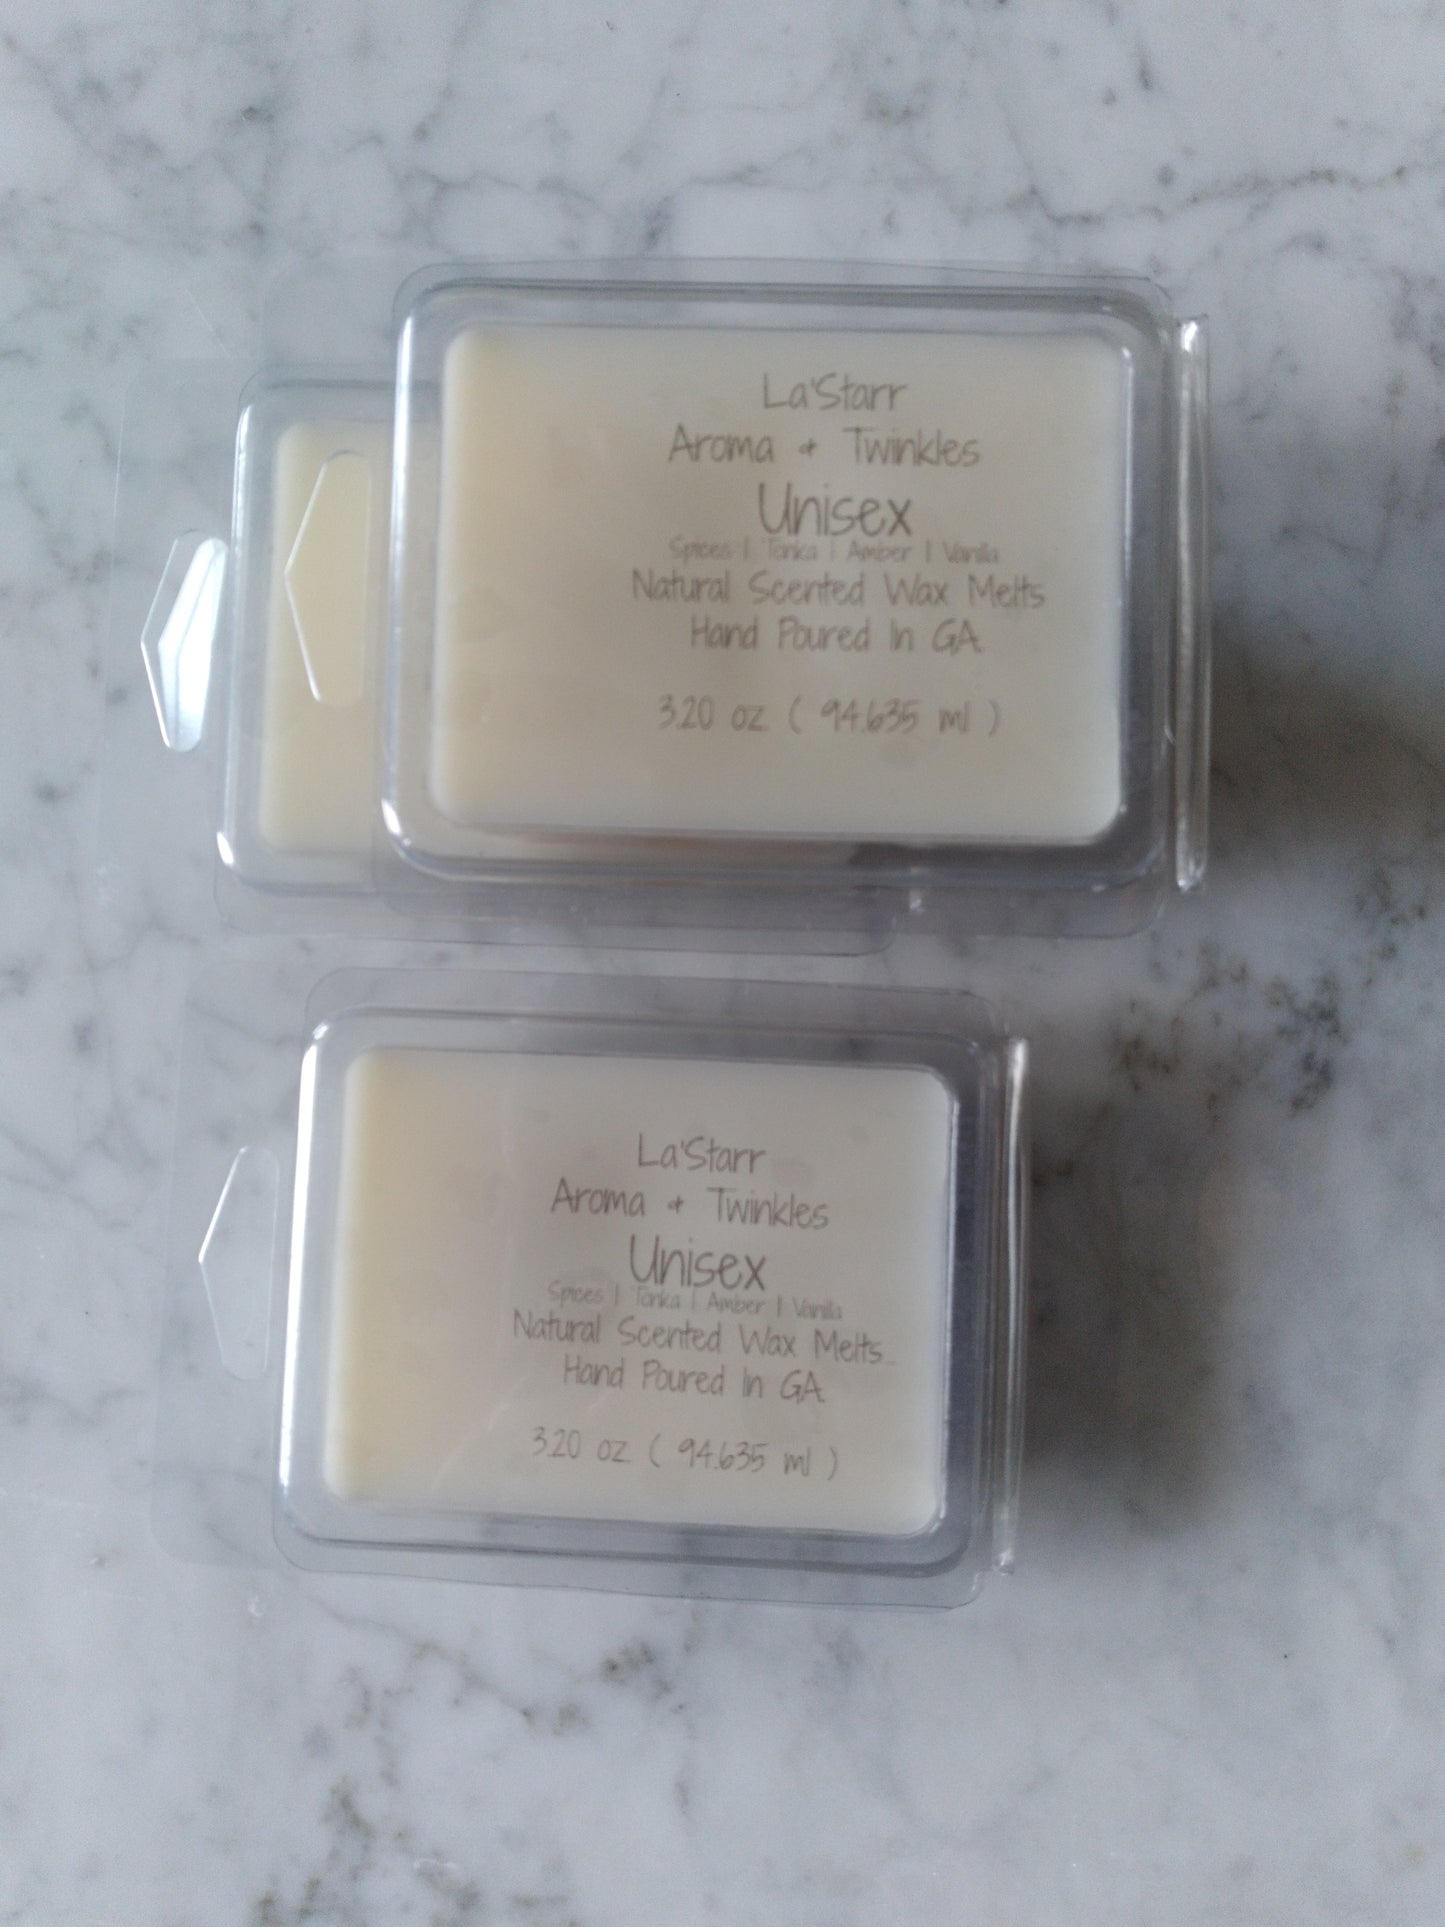 La'Starr
Aroma + Twinkles
Unisex
Spices | Tonka | Amber | Vanilla
Natural Scented Wax Melts
Hand Poured In GA
3.20 oz ( 94.635 ml )
La'Starr
Aroma + Twinkles
Unisex
Spices | Tonka | Amber | Vanilla
Natural Scented Wax Melts
Hand Poured In GA
3.20 oz ( 94.635 ml )